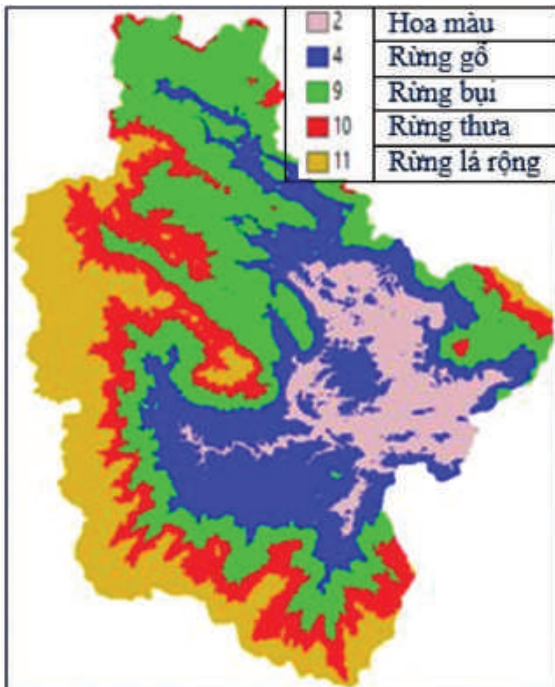 2 Hoa màu
4 Rừng gỗ
9 Rừng bụi
10 Rừng thưa
11 Rừng lá rộng